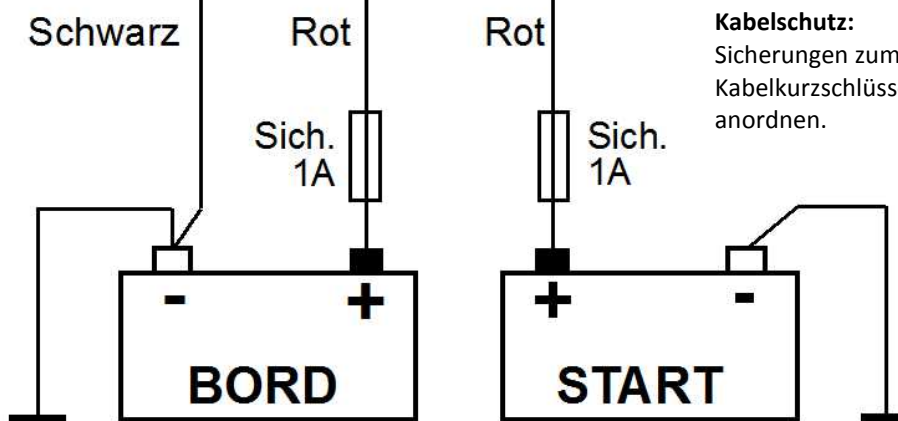 Schwarz
Rot
Rot
Kabelschutz:
Sicherungen zum
Kabelkurzschlüss
anordnen.
Sich.
1A
Sich.
1A
- +
+ -
BORD
START